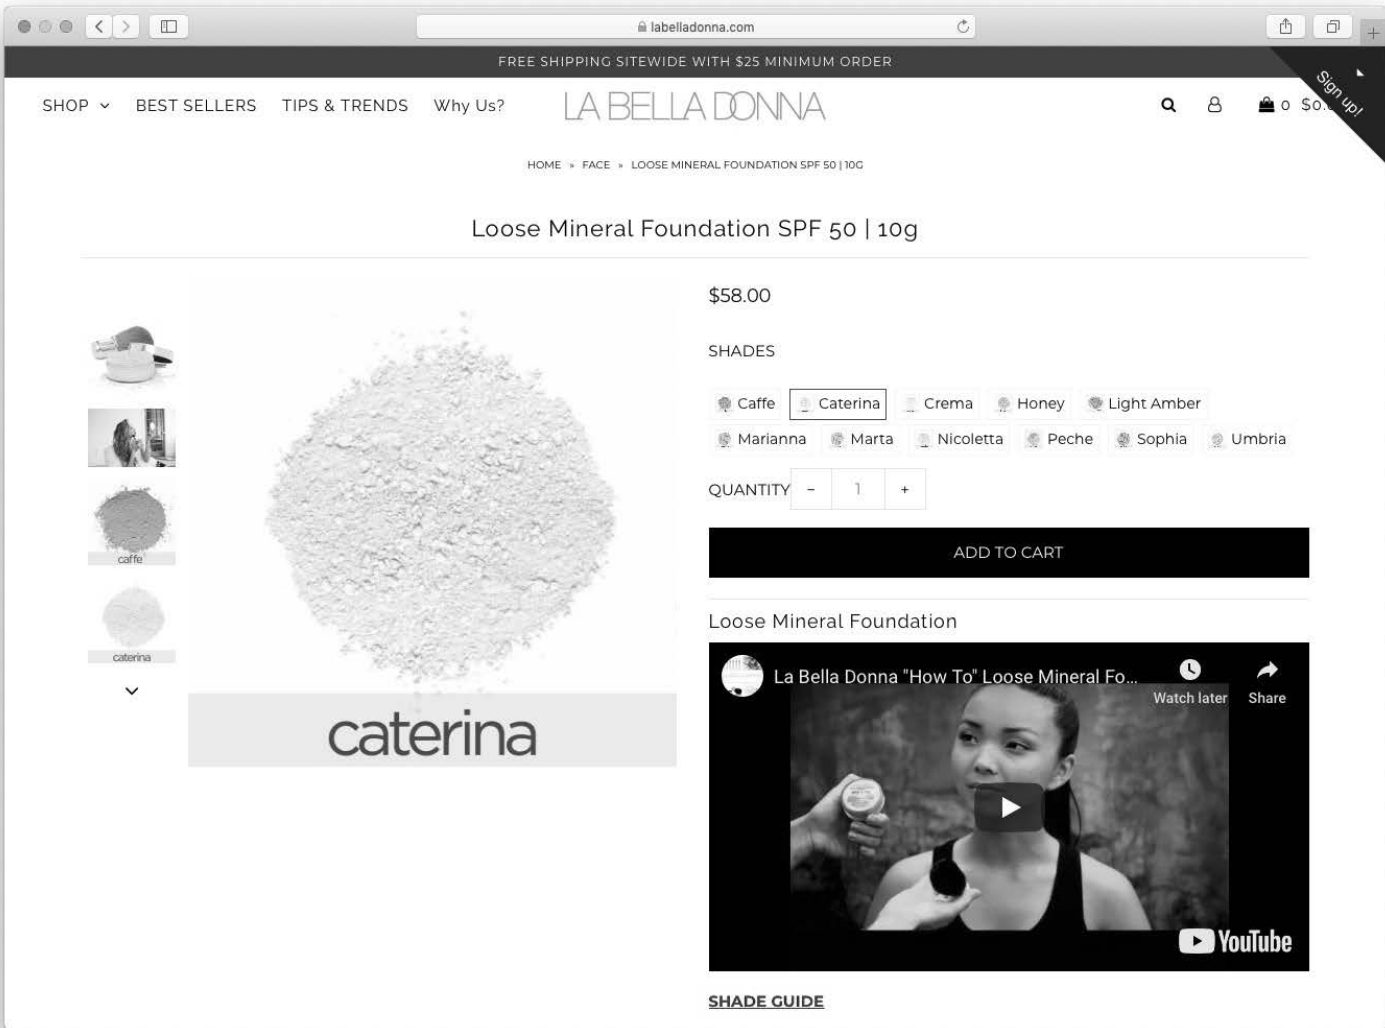 labelladonna.com
FREE SHIPPING SITEWIDE WITH $25 MINIMUM ORDER
Sign up!
SHOP BEST SELLERS TIPS & TRENDS Why Us? LA BELLA DONNA 0
HOME » FACE » LOOSE MINERAL FOUNDATION SPF 50 | 10G
Loose Mineral Foundation SPF 50 | 10g
$58.00
SHADES
Caffe Caterina Crema Honey Light Amber
Marianna Marta Nicoletta Peche Sophia Umbria
QUANTITY - 1 +
ADD TO CART
caffe
caterina
caterina
Loose Mineral Foundation
La Bella Donna "How To" Loose Mineral Fo...
Watch later Share
YouTube
SHADE GUIDE